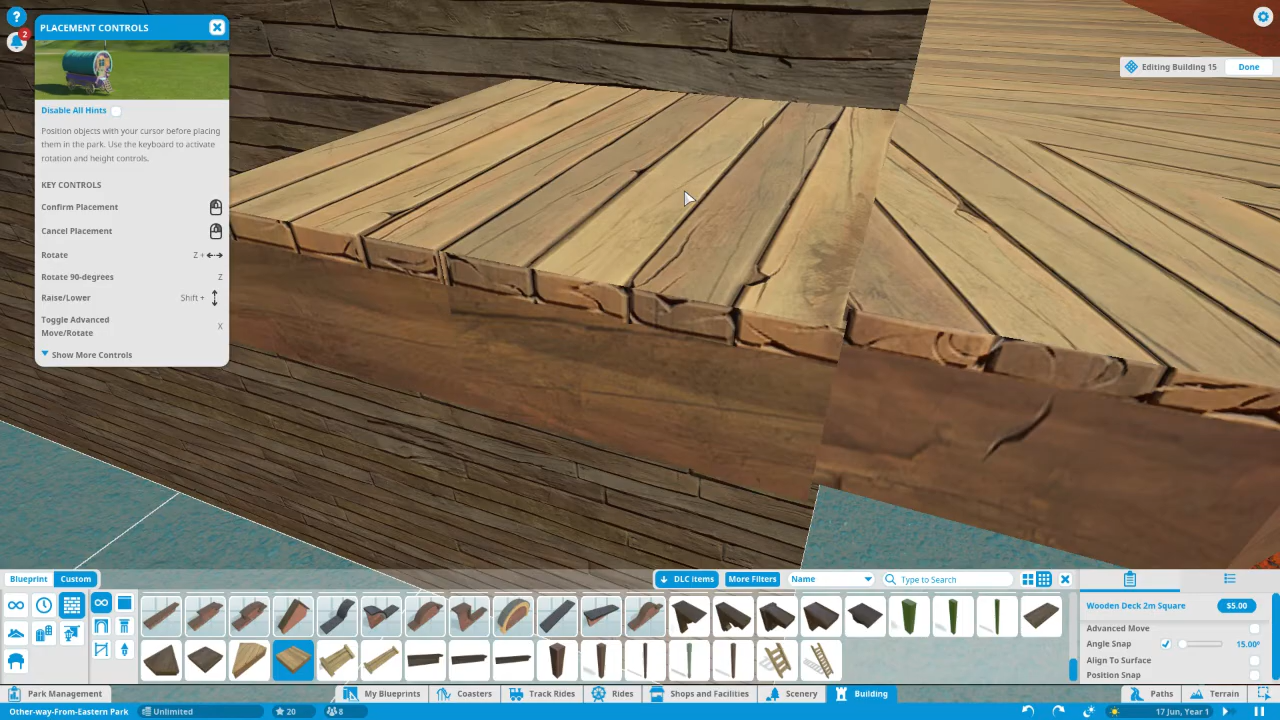 ?
2
PLACEMENT CONTROLS
Disable All Hints
Position objects with your cursor before placing
them in the park. Use the keyboard to activate
rotation and height controls.
KEY CONTROLS
Confirm Placement
Cancel Placement
Rotate Z +
Rotate 90-degrees Z
Raise/Lower Shift +
Toggle Advanced
Move/Rotate X
Show More Controls
Editing Building 15 Done
Blueprint Custom DLC items More Filters Name Type to Search
Wooden Deck 2m Square $5.00
Advanced Move
Angle Snap 15.00°
Align To Surface
Position Snap
Park Management My Blueprints Coasters Track Rides Rides Shops and Facilities Scenery Building Paths Terrain
Other-way-From-Eastern Park Unlimited 20 8 17 Jun, Year 1